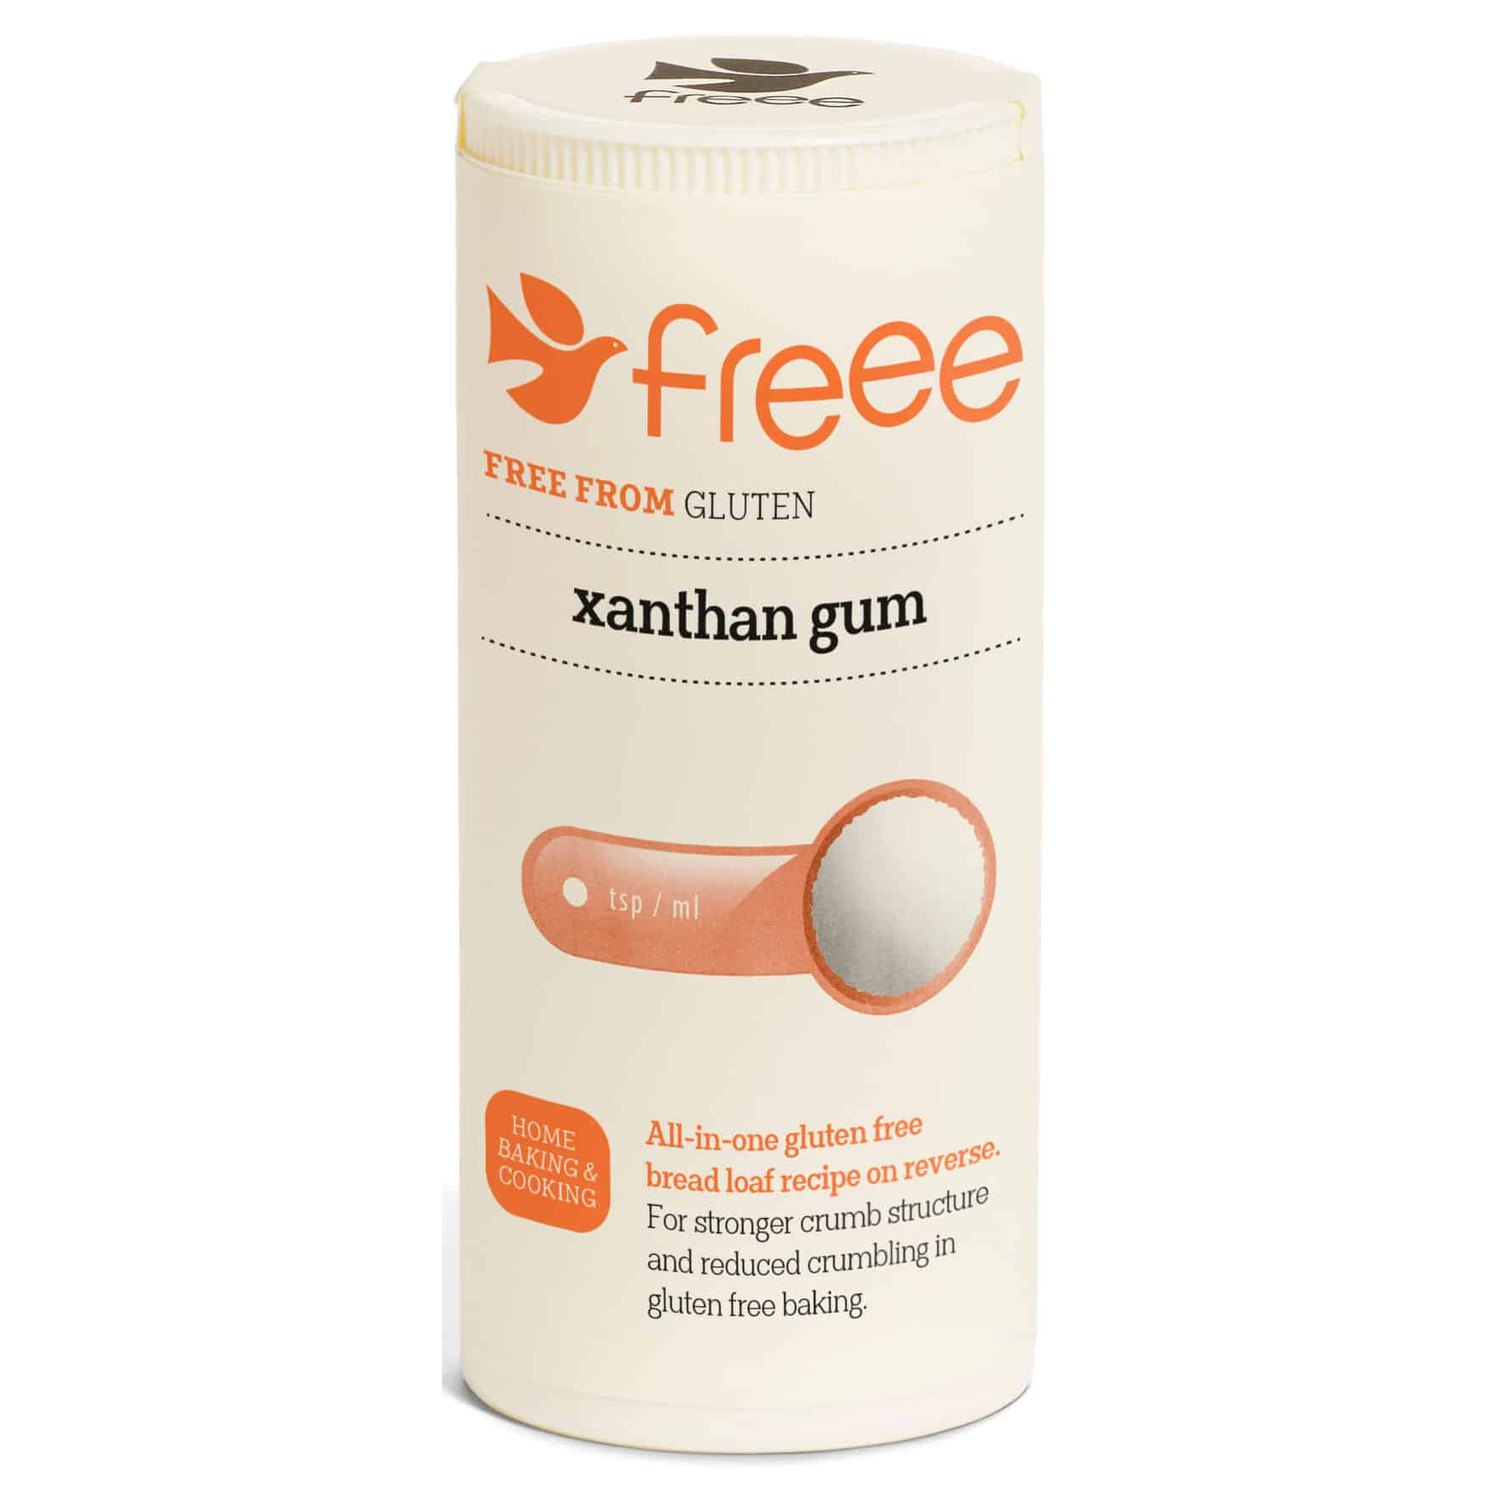 freee
freee
FREE FROM GLUTEN
xanthan gum
tsp / ml
HOME
BAKING &
COOKING
All-in-one gluten free
bread loaf recipe on reverse.
For stronger crumb structure
and reduced crumbling in
gluten free baking.